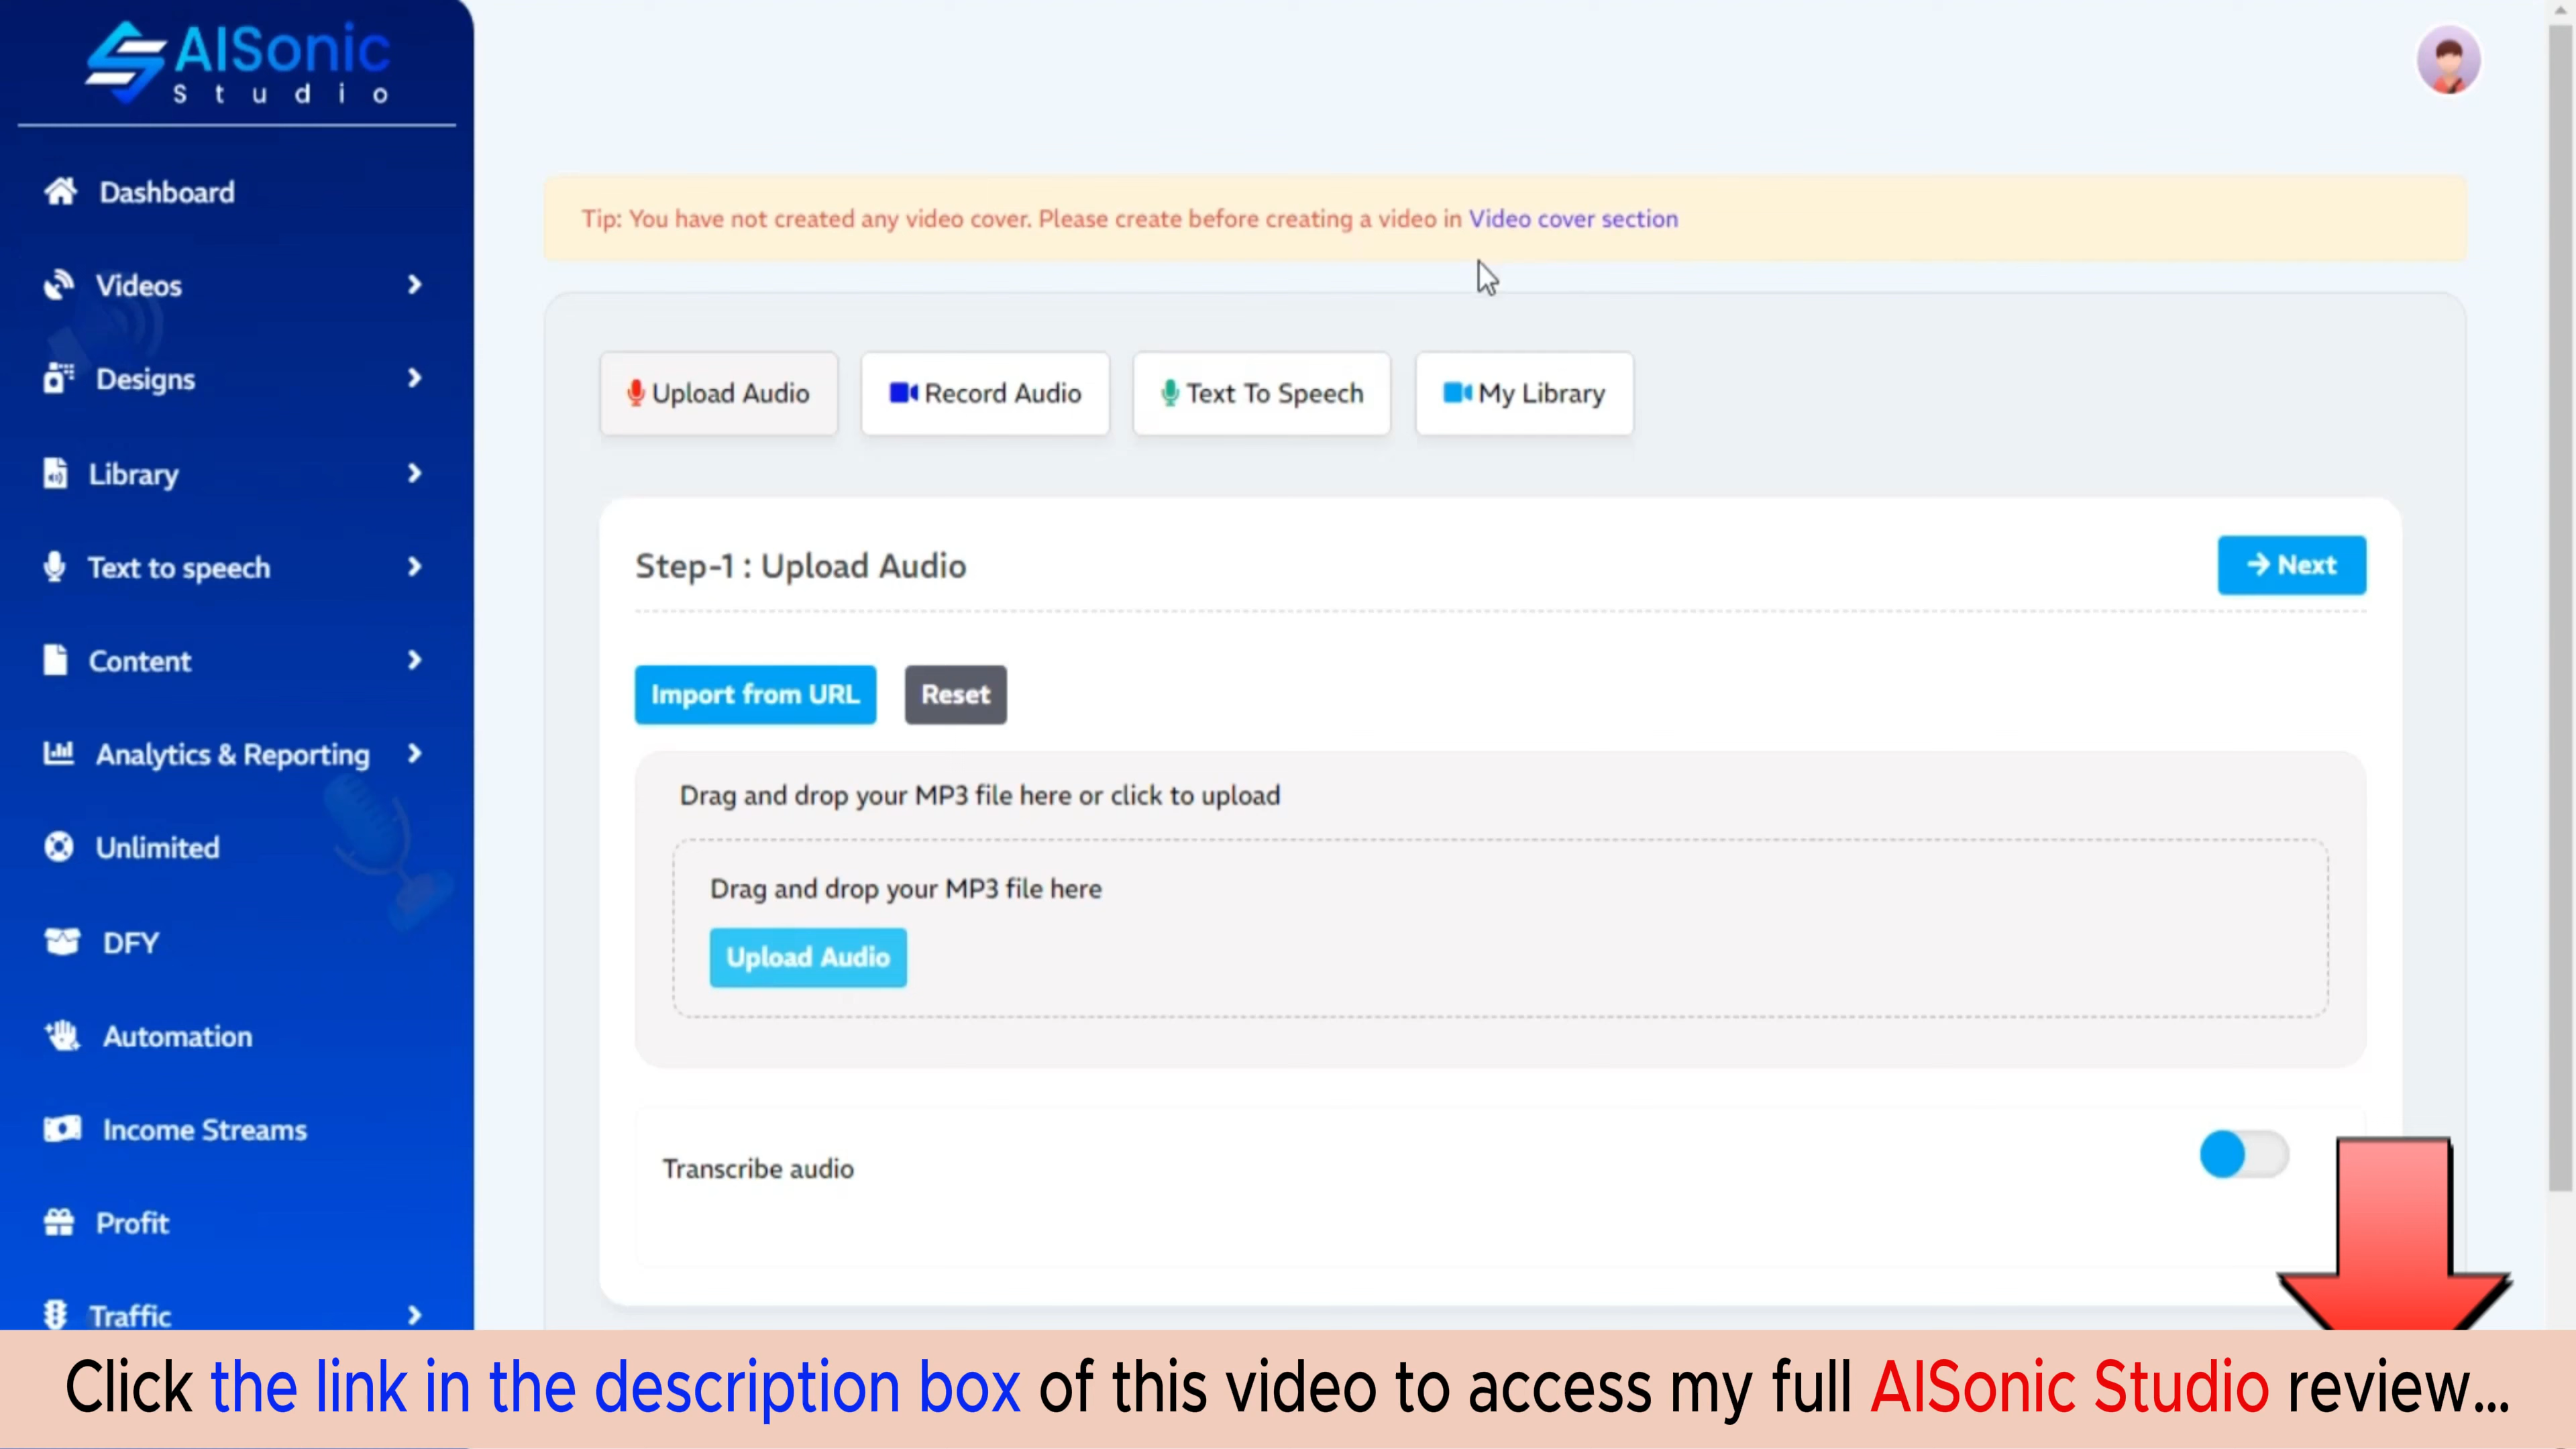 AISonic
Studio
Dashboard
Videos
Designs
Library
Text to speech
Content
Analytics & Reporting
Unlimited
DFY
Automation
Income Streams
Profit
Traffic
Tip: You have not created any video cover. Please create before creating a video in Video cover section
Upload Audio
Record Audio
Text To Speech
My Library
Step-1 : Upload Audio
Next
Import from URL
Reset
Drag and drop your MP3 file here or click to upload
Drag and drop your MP3 file here
Upload Audio
Transcribe audio
Click the link in the description box of this video to access my full AISonic Studio review...